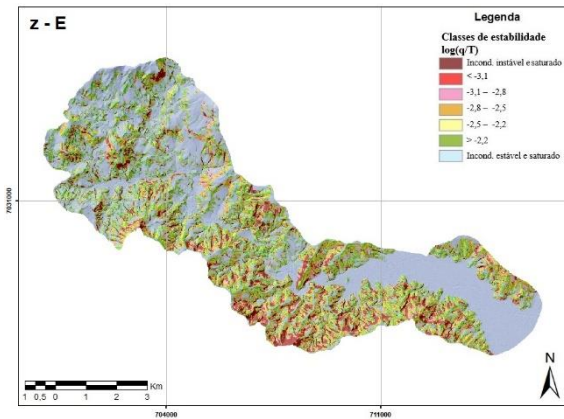 z - E
Legenda
Classes de estabilidade
log(q/T)
Incond. instável e saturado
< -3,1
-3,1 – -2,8
-2,8 – -2,5
-2,5 – -2,2
> -2,2
Incond. estável e saturado
7031000
N
Km
1 0,5 0 1 2 3
704000
711000